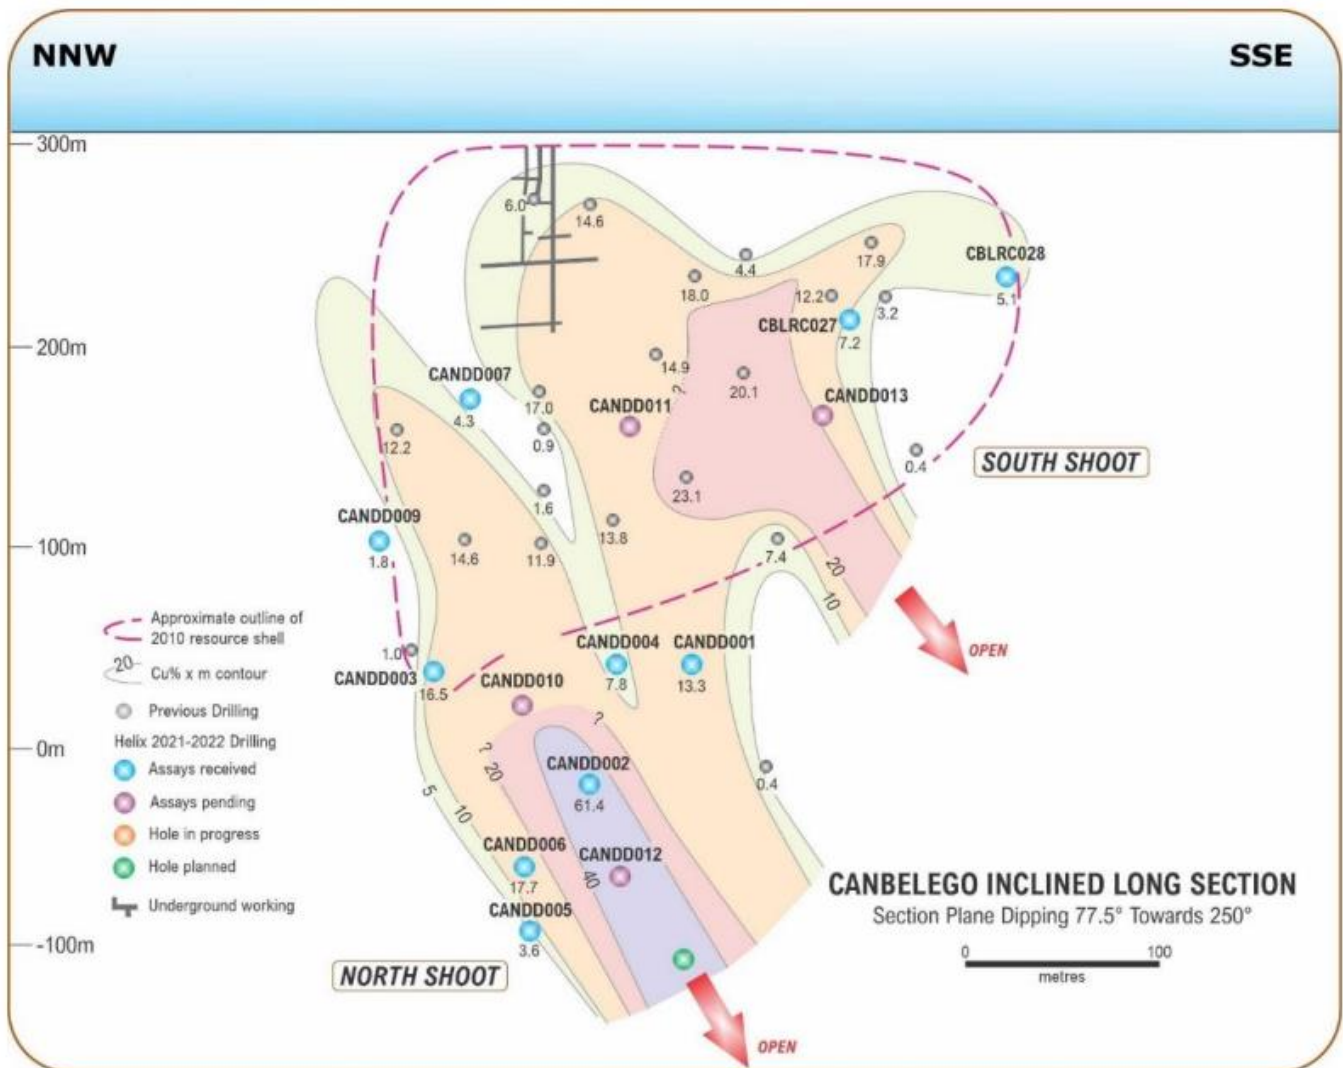 NNW
SSE
300m
6.0
14.6
4.4
17.9
CBLRC028
18.0
12.2
3.2
5.1
CBLRC027
7.2
200m
14.9
?
CANDD007
20.1
4.3
17.0
CANDD011
CANDD013
12.2
0.9
0.4
SOUTH SHOOT
23.1
1.6
CANDD009
13.8
100m
1.8
14.6
11.9
7.4
20
10
Approximate outline of
2010 resource shell
CANDD004
CANDD001
OPEN
1.0
20
Cu% x m contour
CANDD003
16.5
7.8
13.3
CANDD010
Previous Drilling
?
Helix 2021-2022 Drilling
0m
?
20
CANDD002
Assays received
0.4
5
61.4
Assays pending
10
Hole in progress
CANDD006
CANDD012
Hole planned
17.7
40
CANBELEGO INCLINED LONG SECTION
Underground working
CANDD005
Section Plane Dipping 77.5° Towards 250°
-100m
3.6
0
100
metres
NORTH SHOOT
OPEN